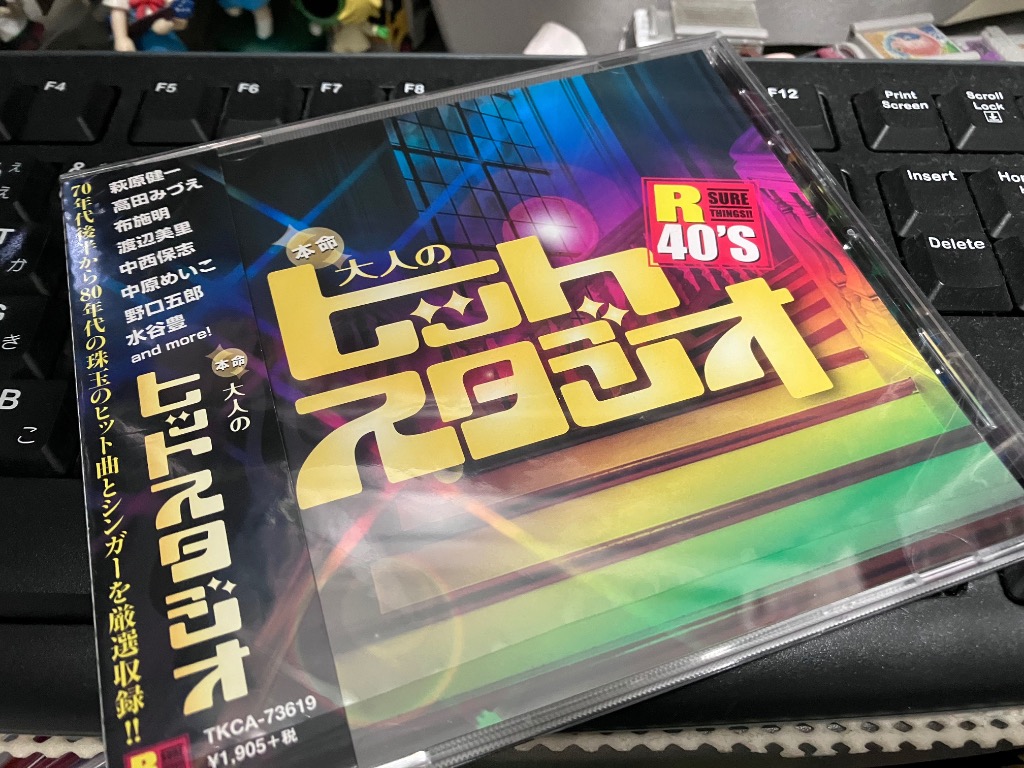 F4
F5
F6
F7
F8
F12
Print
Screen
Scroll
Lock
Insert
Delete
B
こ
か
き
70年代後半から80年代の珠玉のヒット曲とシンガーを厳選収録!!
萩原健一
高田みづえ
布施明
渡辺美里
中西保志
中原めいこ
野口五郎
水谷豊
and more!
本命
大人の
ヒットスタジオ
TKCA-73619
¥1,905+税
R
本命
大人の
ヒット
スタジオ
R
SURE
THINGS!!
40'S